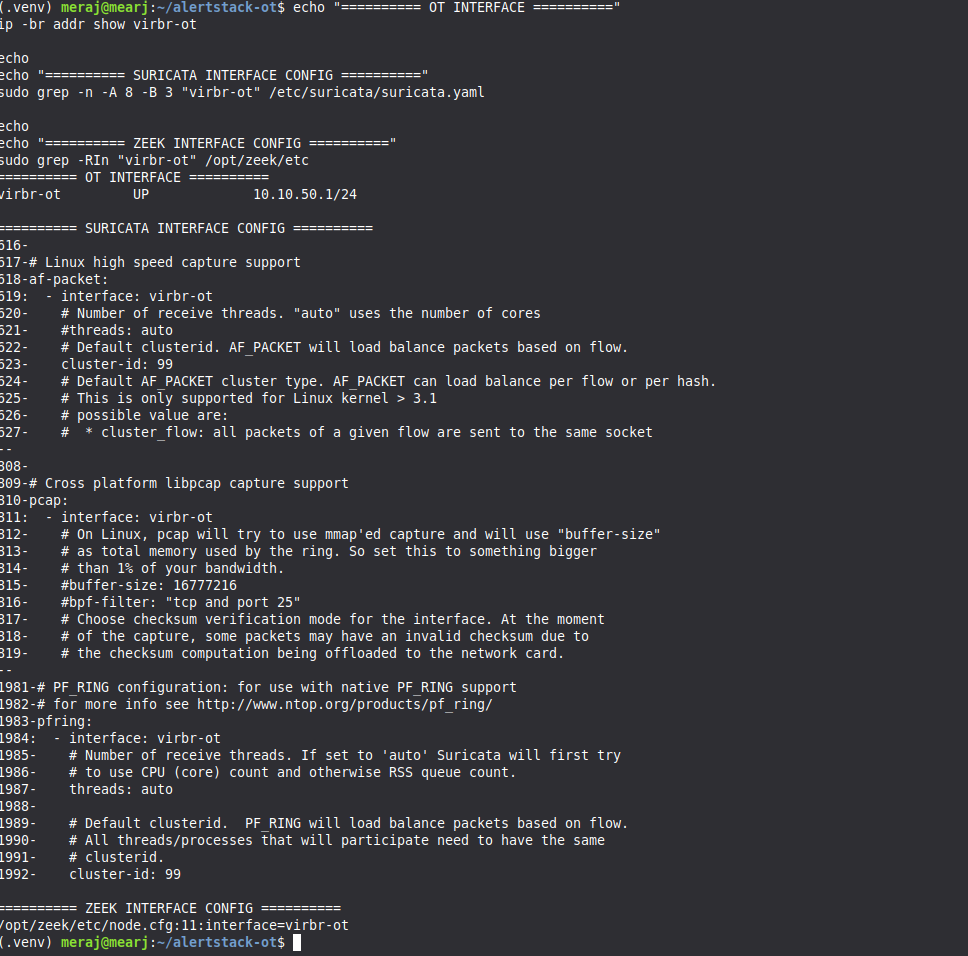 (.venv) meraj@mearj:~/alertstack-ot$ echo "========== OT INTERFACE =========="
ip -br addr show virbr-ot
echo
echo "========== SURICATA INTERFACE CONFIG =========="
sudo grep -n -A 8 -B 3 "virbr-ot" /etc/suricata/suricata.yaml
echo
echo "========== ZEEK INTERFACE CONFIG =========="
sudo grep -RIn "virbr-ot" /opt/zeek/etc
========== OT INTERFACE ==========
virbr-ot         UP             10.10.50.1/24
========== SURICATA INTERFACE CONFIG ==========
616-
617-# Linux high speed capture support
618-af-packet:
619:  - interface: virbr-ot
620-    # Number of receive threads. "auto" uses the number of cores
621-    #threads: auto
622-    # Default clusterid. AF_PACKET will load balance packets based on flow.
623-    cluster-id: 99
624-    # Default AF_PACKET cluster type. AF_PACKET can load balance per flow or per hash.
625-    # This is only supported for Linux kernel > 3.1
626-    # possible value are:
627-    #  * cluster_flow: all packets of a given flow are sent to the same socket
--
808-
809-# Cross platform libpcap capture support
810-pcap:
811:  - interface: virbr-ot
812-    # On Linux, pcap will try to use mmap'ed capture and will use "buffer-size"
813-    # as total memory used by the ring. So set this to something bigger
814-    # than 1% of your bandwidth.
815-    #buffer-size: 16777216
816-    #bpf-filter: "tcp and port 25"
817-    # Choose checksum verification mode for the interface. At the moment
818-    # of the capture, some packets may have an invalid checksum due to
819-    # the checksum computation being offloaded to the network card.
--
1981-# PF_RING configuration: for use with native PF_RING support
1982-# for more info see http://www.ntop.org/products/pf_ring/
1983-pfring:
1984:  - interface: virbr-ot
1985-    # Number of receive threads. If set to 'auto' Suricata will first try
1986-    # to use CPU (core) count and otherwise RSS queue count.
1987-    threads: auto
1988-
1989-    # Default clusterid.  PF_RING will load balance packets based on flow.
1990-    # All threads/processes that will participate need to have the same
1991-    # clusterid.
1992-    cluster-id: 99
========== ZEEK INTERFACE CONFIG ==========
/opt/zeek/etc/node.cfg:11:interface=virbr-ot
(.venv) meraj@mearj:~/alertstack-ot$